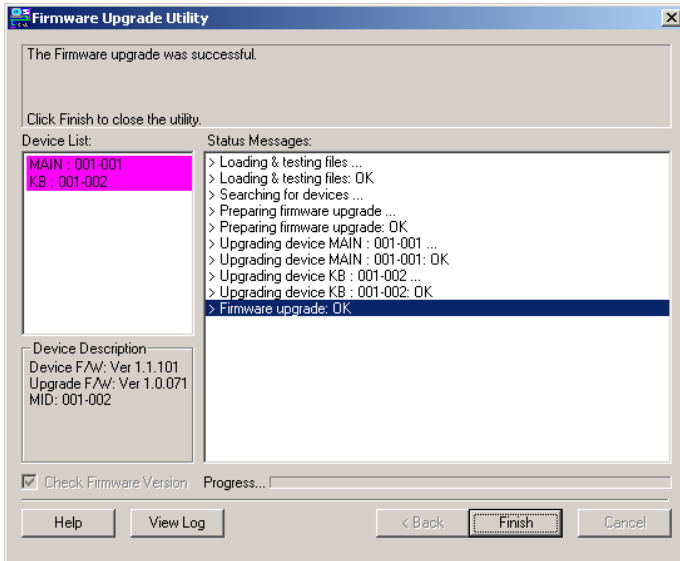 Firmware Upgrade Utility
The Firmware upgrade was successful.
Click Finish to close the utility.
Device List:
MAIN : 001-001
KB : 001-002
Status Messages:
> Loading & testing files ...
> Loading & testing files: OK
> Searching for devices ...
> Preparing firmware upgrade ...
> Preparing firmware upgrade: OK
> Upgrading device MAIN : 001-001 ...
> Upgrading device MAIN : 001-001: OK
> Upgrading device KB : 001-002 ...
> Upgrading device KB : 001-002: OK
> Firmware upgrade: OK
Device Description
Device F/W: Ver 1.1.101
Upgrade F/W: Ver 1.0.071
MID: 001-002
Check Firmware Version
Progress...
Help
View Log
< Back
Finish
Cancel